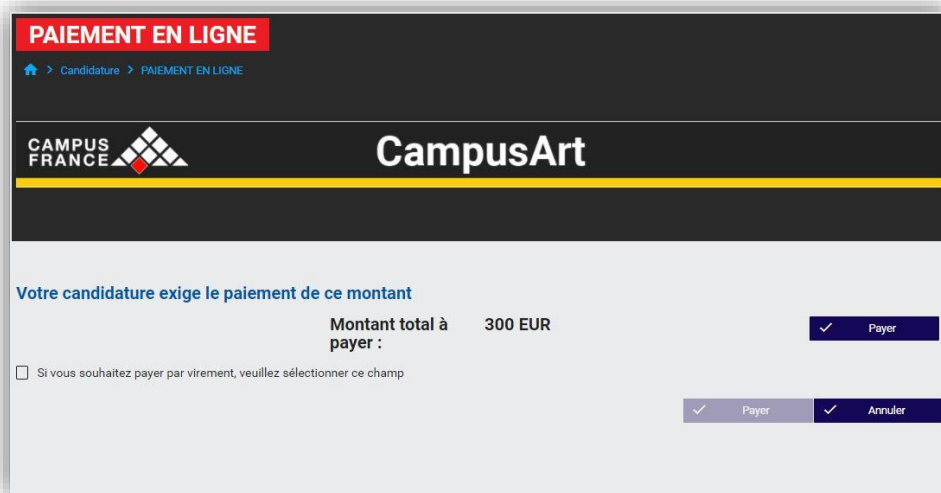 PAIEMENT EN LIGNE
Candidature > PAIEMENT EN LIGNE
CAMPUS
FRANCE
CampusArt
Votre candidature exige le paiement de ce montant
Montant total à 300 EUR Payer
payer :
Si vous souhaitez payer par virement, veuillez sélectionner ce champ
Payer Annuler